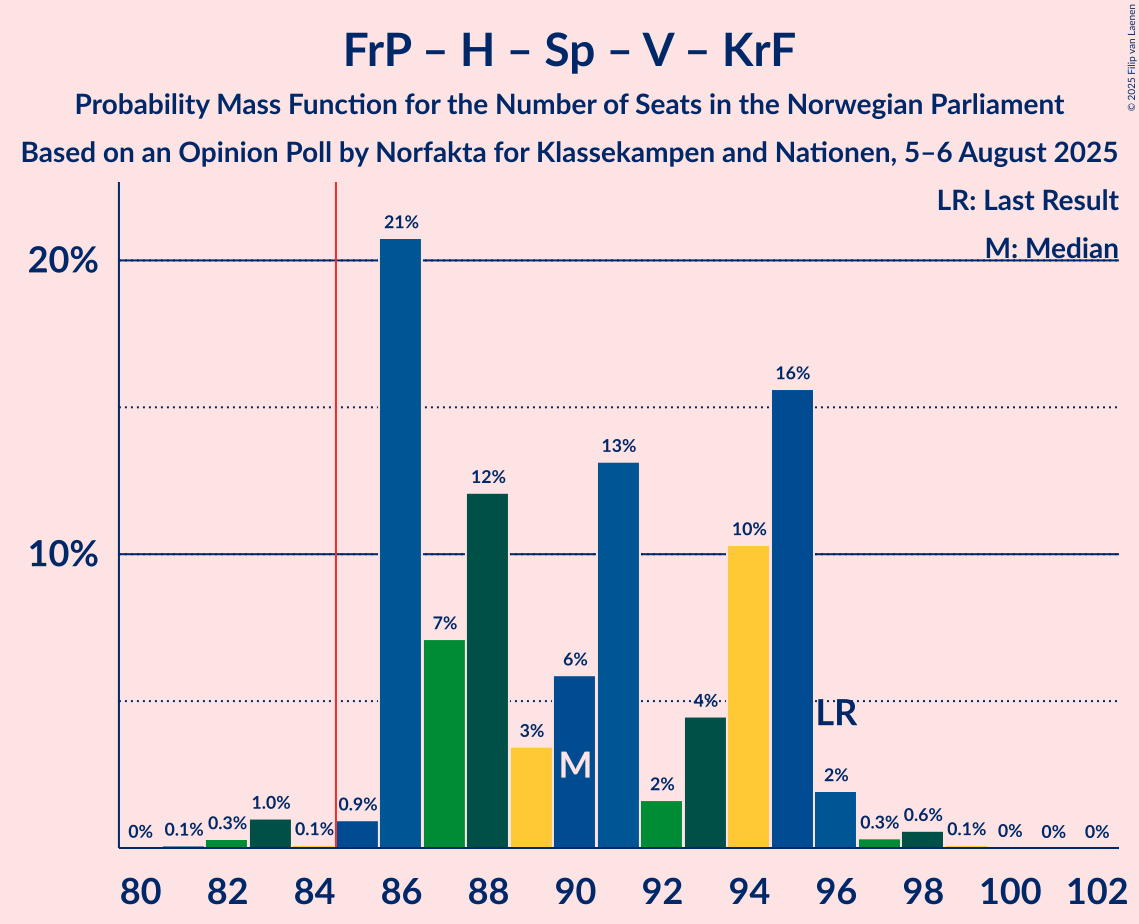 FrP – H – Sp – V – KrF
Probability Mass Function for the Number of Seats in the Norwegian Parliament
Based on an Opinion Poll by Norfakta for Klassekampen and Nationen, 5–6 August 2025
© 2025 Filip van Laenen
LR: Last Result
M: Median
20%
10%
0%
0.1%
0.3%
1.0%
0.1%
0.9%
21%
7%
12%
3%
6%
13%
2%
4%
10%
16%
2%
0.3%
0.6%
0.1%
0%
0%
0%
M
LR
80 82 84 86 88 90 92 94 96 98 100 102